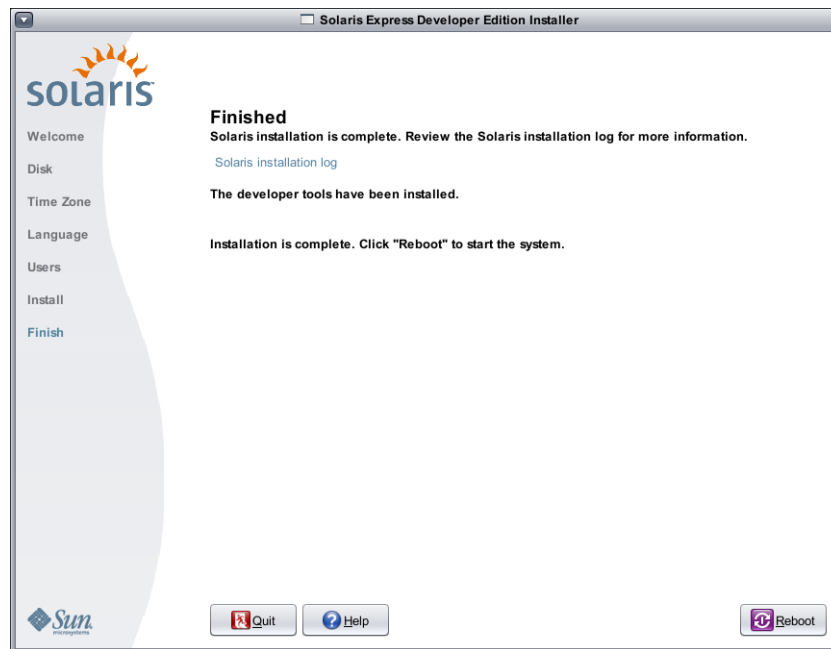 Solaris Express Developer Edition Installer
solaris
Welcome
Disk
Time Zone
Language
Users
Install
Finish
Finished
Solaris installation is complete. Review the Solaris installation log for more information.
Solaris installation log
The developer tools have been installed.
Installation is complete. Click "Reboot" to start the system.
Sun
microsystems
Quit
Help
Reboot